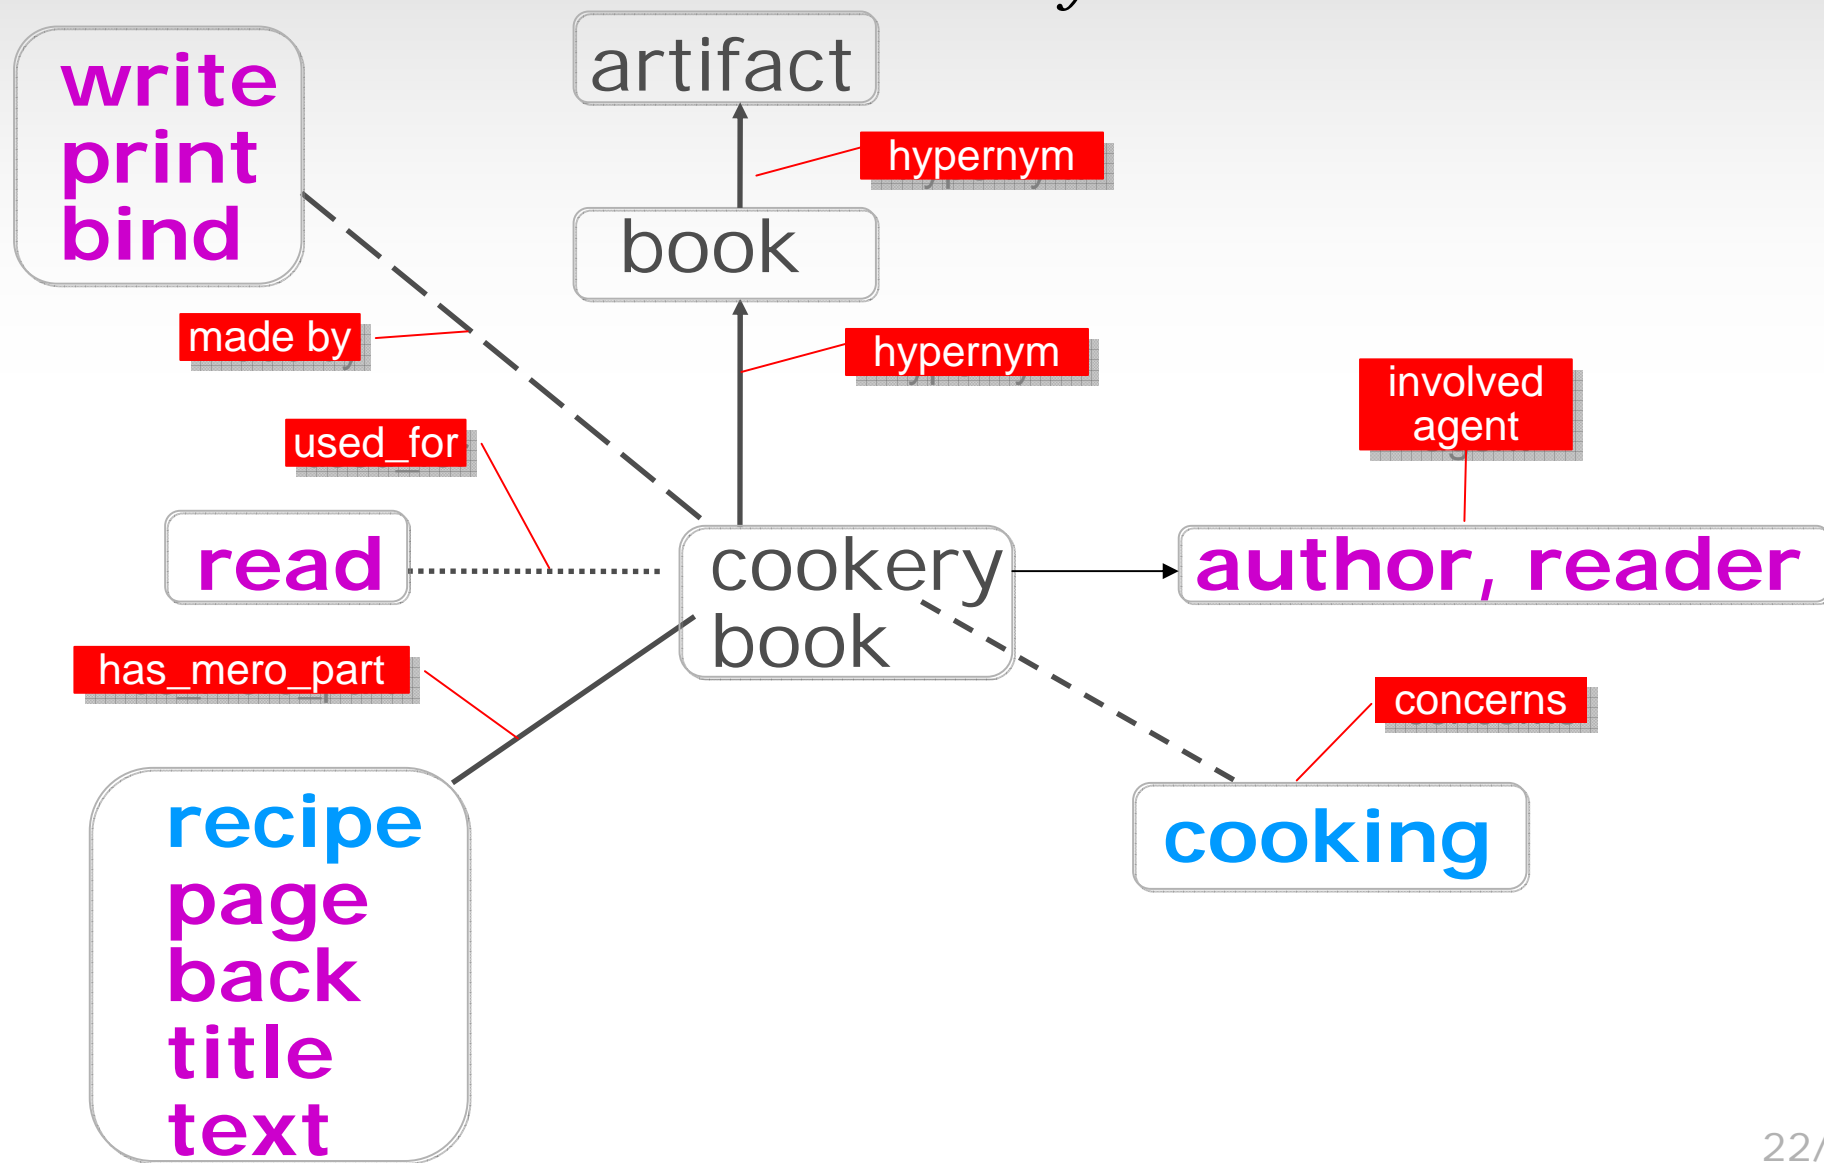 artifact
write
print
bind
hypernym
book
made by
hypernym
involved
agent
used_for
read
cookery
book
author, reader
has_mero_part
concerns
recipe
page
back
title
text
cooking
22/